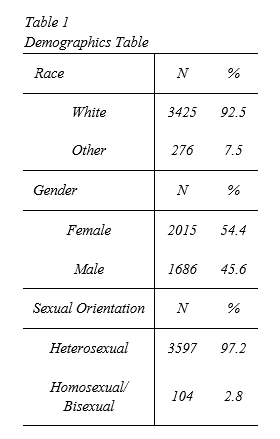 Table 1
Demographics Table
Race N %
White 3425 92.5
Other 276 7.5
Gender N %
Female 2015 54.4
Male 1686 45.6
Sexual Orientation N %
Heterosexual 3597 97.2
Homosexual/
Bisexual 104 2.8